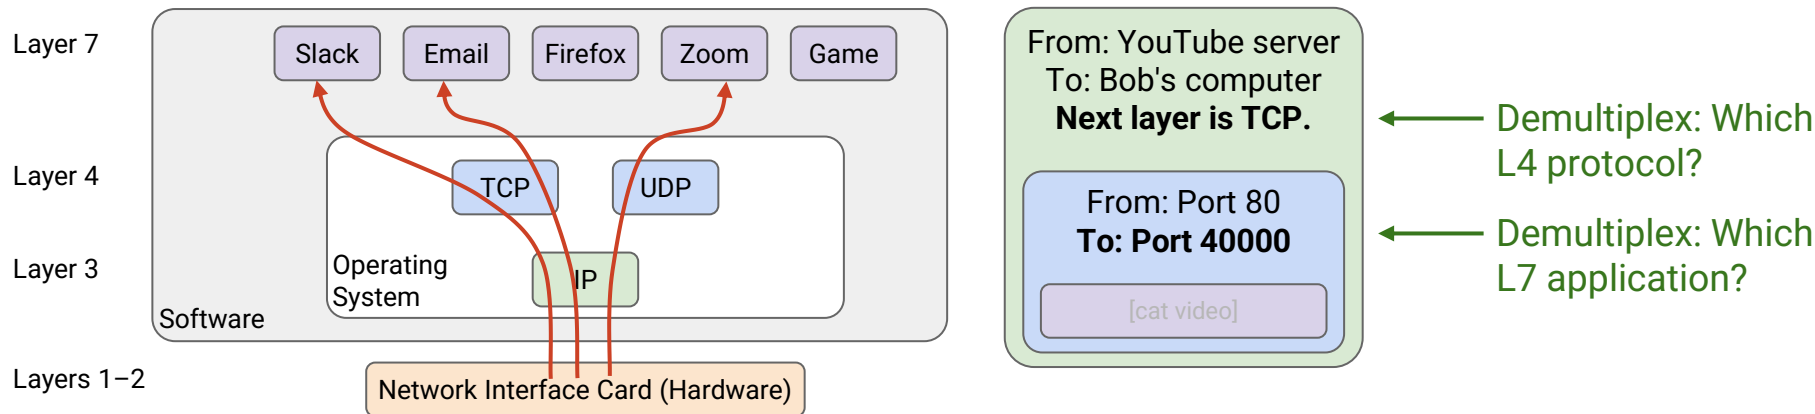 Layer 7
Slack
Email
Firefox
Zoom
Game
Layer 4
TCP
UDP
Layer 3
Operating
System
IP
Software
Layers 1–2
Network Interface Card (Hardware)
From: YouTube server
To: Bob's computer
Next layer is TCP.
From: Port 80
To: Port 40000
[cat video]
Demultiplex: Which
L4 protocol?
Demultiplex: Which
L7 application?